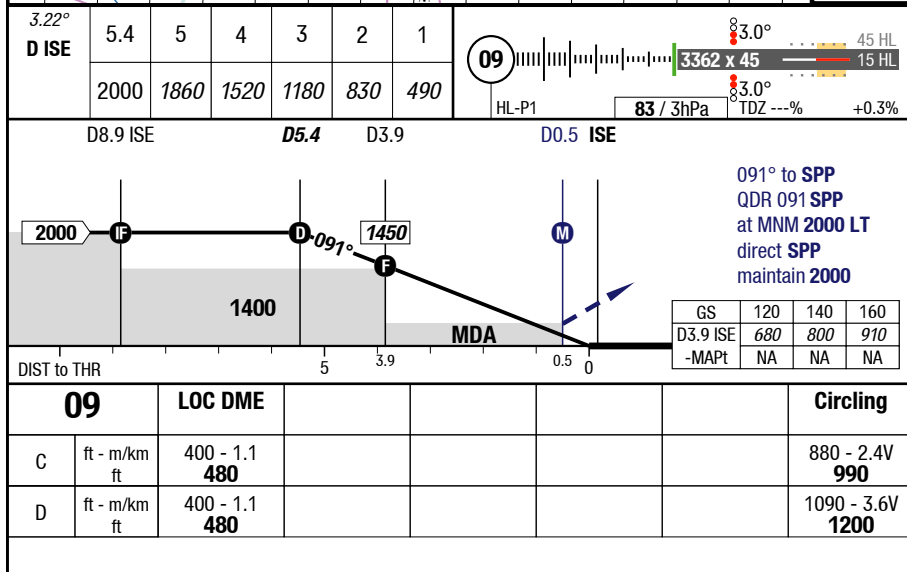 3.22°
D ISE 5.4 5 4 3 2 1
2000 1860 1520 1180 830 490
3.0°
45 HL
09 3362 x 45 15 HL
3.0°
HL-P1 83 / 3hPa TDZ ---% +0.3%
D8.9 ISE D5.4 D3.9 D0.5 ISE
091° to SPP
QDR 091 SPP
at MNM 2000 LT
direct SPP
maintain 2000
2000 IF D 091° 1450 M
F
1400
MDA
GS 120 140 160
D3.9 ISE 680 800 910
-MAPt NA NA NA
DIST to THR 5 3.9 0.5 0
09 LOC DME Circling
C ft - m/km 400 - 1.1 880 - 2.4V
ft 480 990
D ft - m/km 400 - 1.1 1090 - 3.6V
ft 480 1200